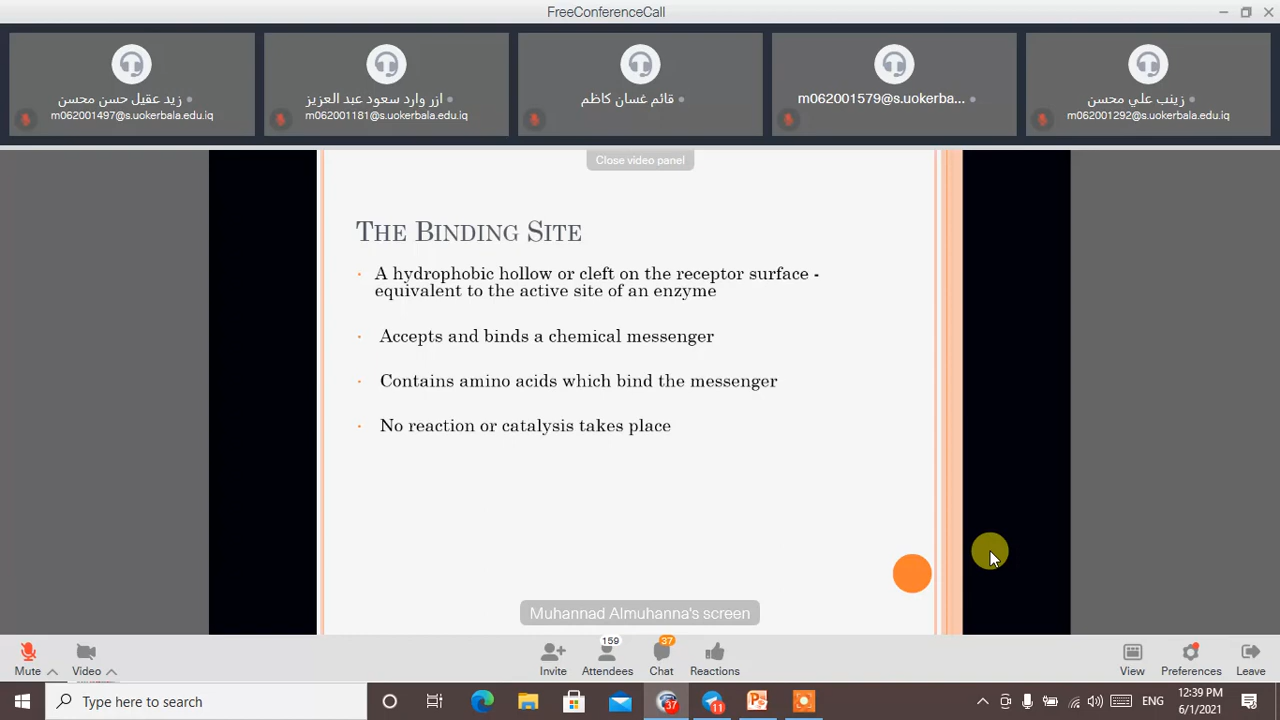 FreeConferenceCall
زيد عقيل حسن محسن
m062001497@s.uokerbala.edu.iq
ازر وارد سعود عبد العزيز
m062001181@s.uokerbala.edu.iq
قائم غسان كاظم
m062001579@s.uokerba...
زينب علي محسن
m062001292@s.uokerbala.edu.iq
Close video panel
THE BINDING SITE
• A hydrophobic hollow or cleft on the receptor surface -
equivalent to the active site of an enzyme
• Accepts and binds a chemical messenger
• Contains amino acids which bind the messenger
• No reaction or catalysis takes place
Muhannad Almuhanna's screen
159
37
Mute
Video
Invite
Attendees
Chat
Reactions
View
Preferences
Leave
Type here to search
37
11
ENG
12:39 PM
6/1/2021